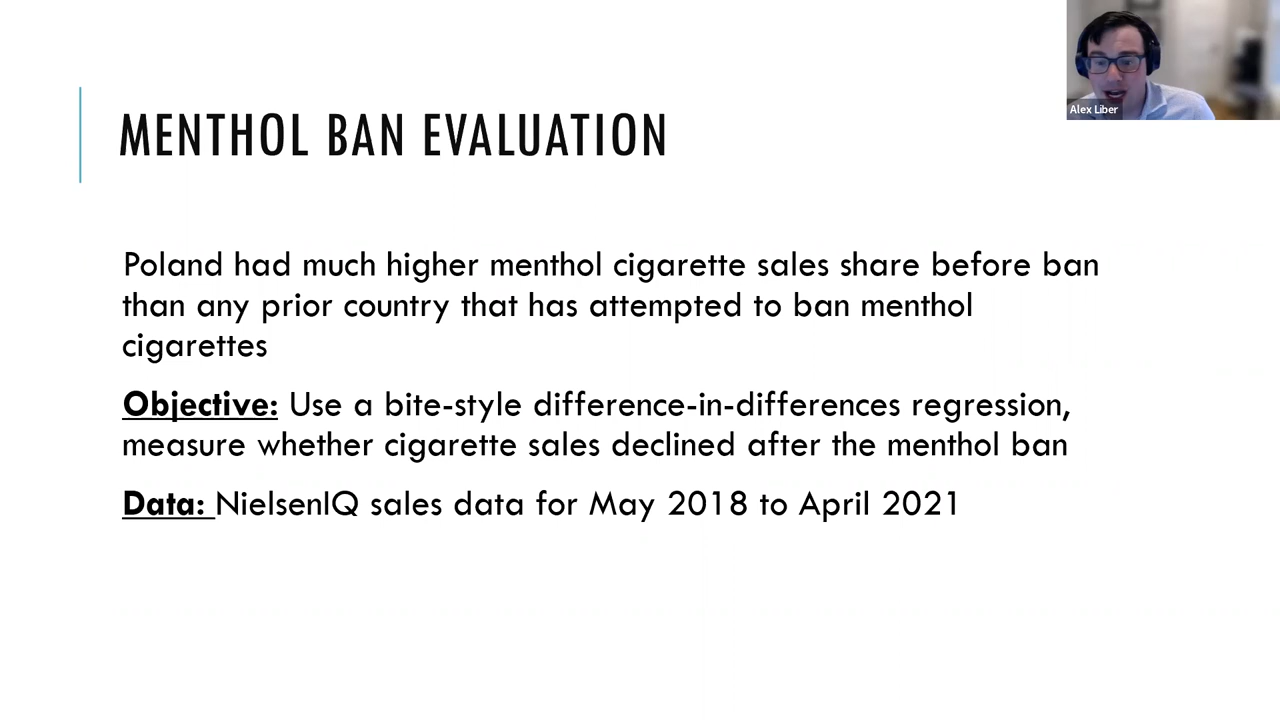 Alex Liber
MENTHOL BAN EVALUATION
Poland had much higher menthol cigarette sales share before ban
than any prior country that has attempted to ban menthol
cigarettes
Objective: Use a bite-style difference-in-differences regression,
measure whether cigarette sales declined after the menthol ban
Data: NielsenIQ sales data for May 2018 to April 2021